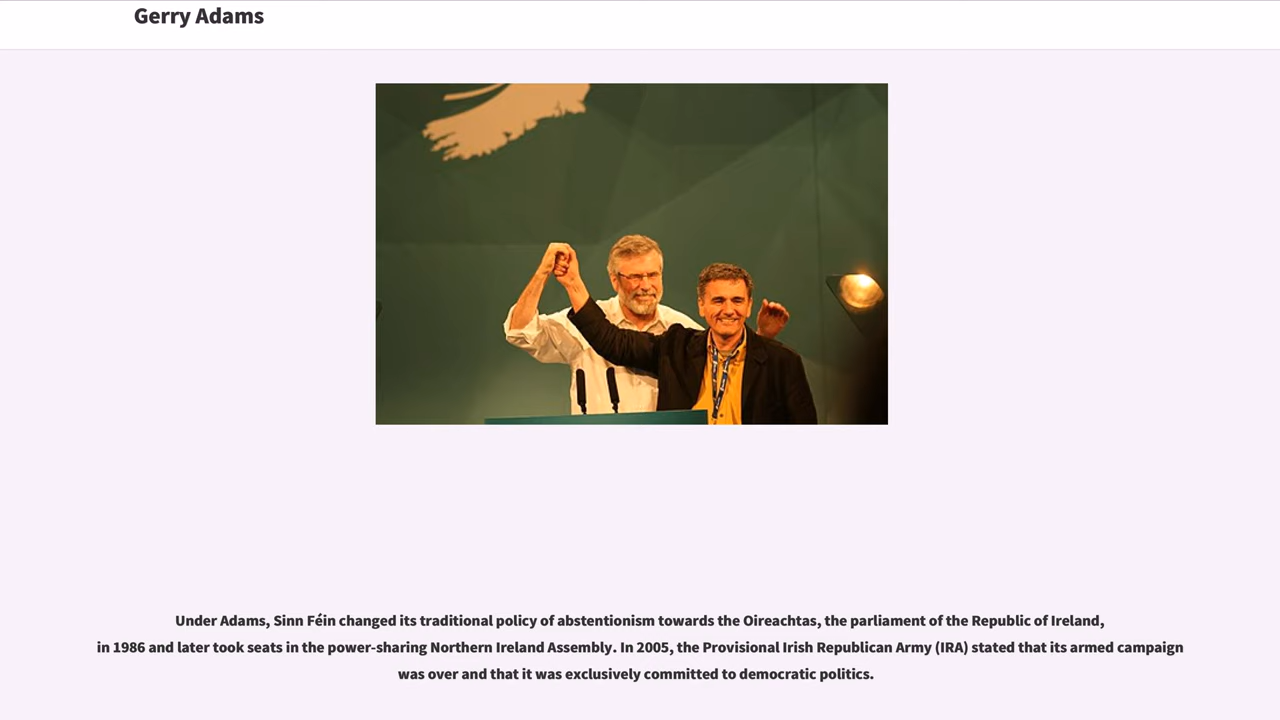 Gerry Adams
Under Adams, Sinn Féin changed its traditional policy of abstentionism towards the Oireachtas, the parliament of the Republic of Ireland,
in 1986 and later took seats in the power-sharing Northern Ireland Assembly. In 2005, the Provisional Irish Republican Army (IRA) stated that its armed campaign
was over and that it was exclusively committed to democratic politics.